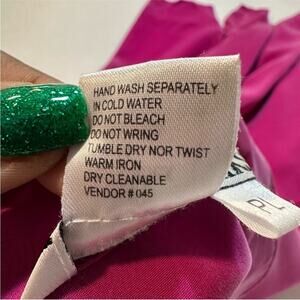 HAND WASH SEPARATELY
IN COLD WATER
DO NOT BLEACH
DO NOT WRING
TUMBLE DRY NOR TWIST
WARM IRON
DRY CLEANABLE
VENDOR # 045
PL